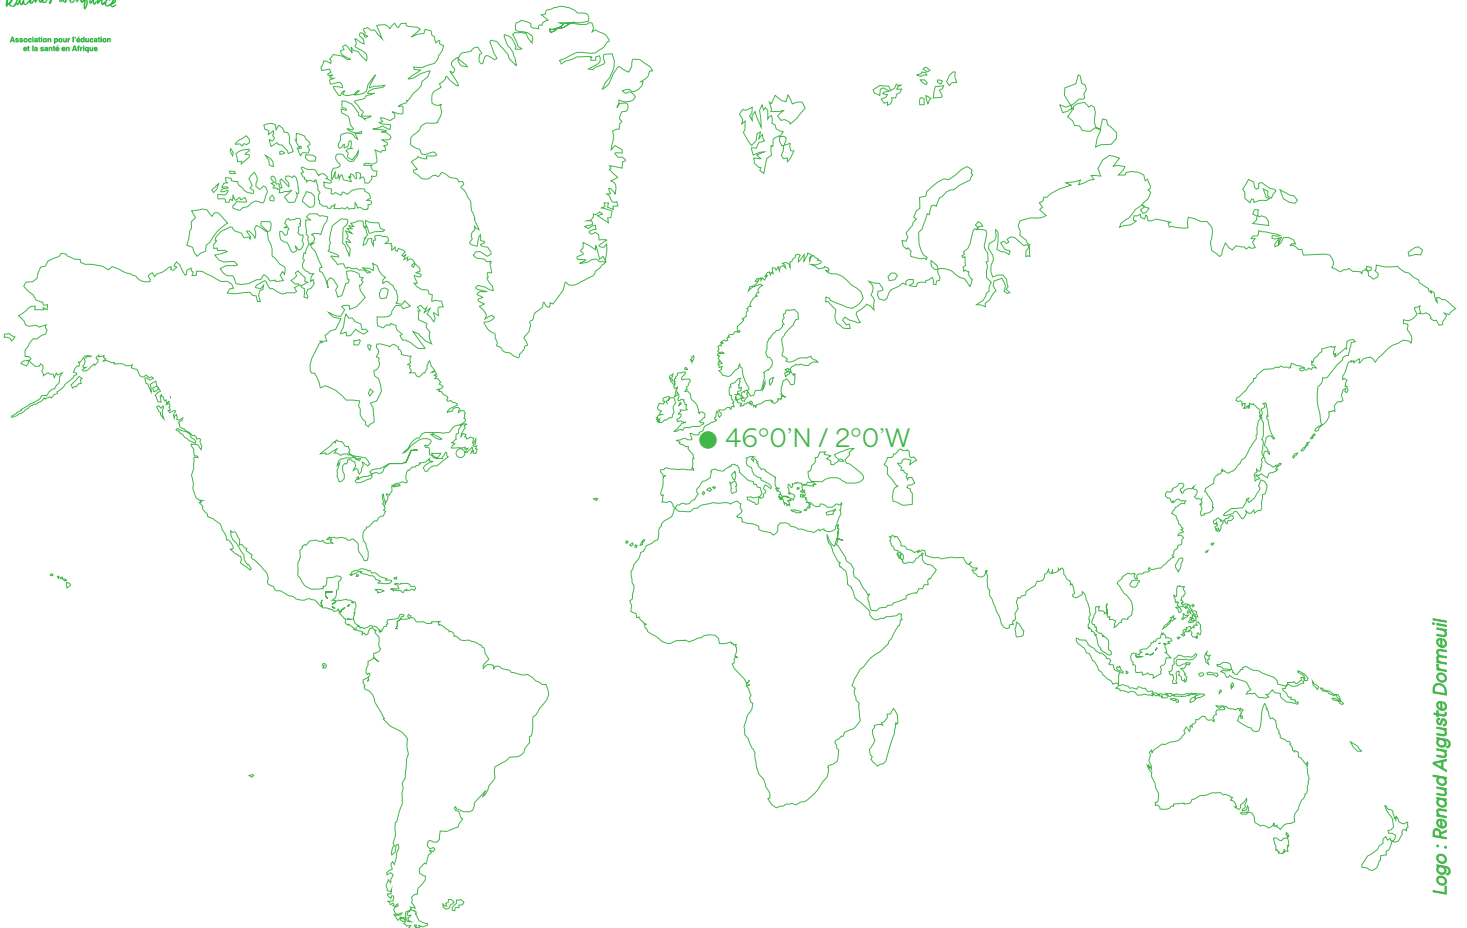 Association pour l'éducation
et la santé en Afrique
46°0'N / 2°0'W
Logo : Renaud Auguste Dormeuil